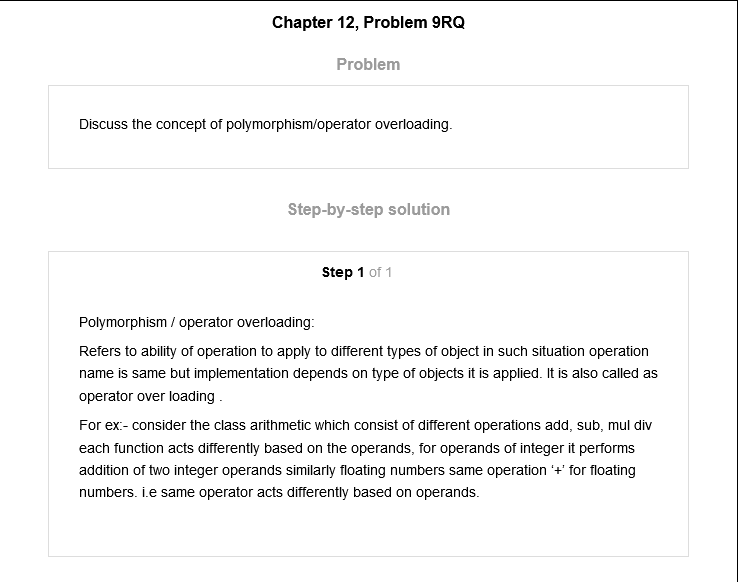 Chapter 12, Problem 9RQ
Problem
Discuss the concept of polymorphism/operator overloading.
Step-by-step solution
Step 1 of 1
Polymorphism / operator overloading:
Refers to ability of operation to apply to different types of object in such situation operation
name is same but implementation depends on type of objects it is applied. It is also called as
operator over loading .
For ex:- consider the class arithmetic which consist of different operations add, sub, mul div
each function acts differently based on the operands, for operands of integer it performs
addition of two integer operands similarly floating numbers same operation ‘+’ for floating
numbers. i.e same operator acts differently based on operands.